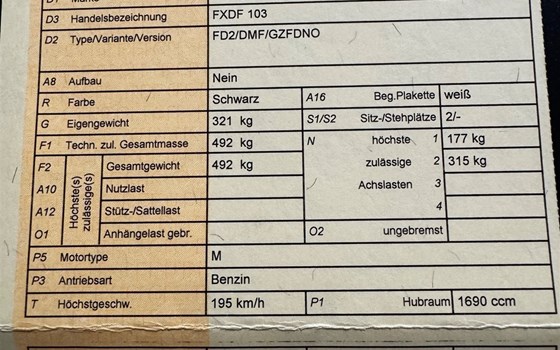 D3 Handelsbezeichnung FXDF 103
D2 Type/Variante/Version FD2/DMF/GZFDNO
A8 Aufbau Nein
R Farbe Schwarz A16 Beg.Plakette weiß
G Eigengewicht 321 kg S1/S2 Sitz-/Stehplätze 2/-
F1 Techn. zul. Gesamtmasse 492 kg N höchste 1 177 kg
F2 Höchste(s) zulässige(s) Gesamtgewicht 492 kg zulässige 2 315 kg
A10 Nutzlast Achslasten 3
A12 Stütz-/Sattellast 4
O1 Anhängelast gebr. O2 ungebremst
P5 Motortype M
P3 Antriebsart Benzin
T Höchstgeschw. 195 km/h P1 Hubraum 1690 ccm